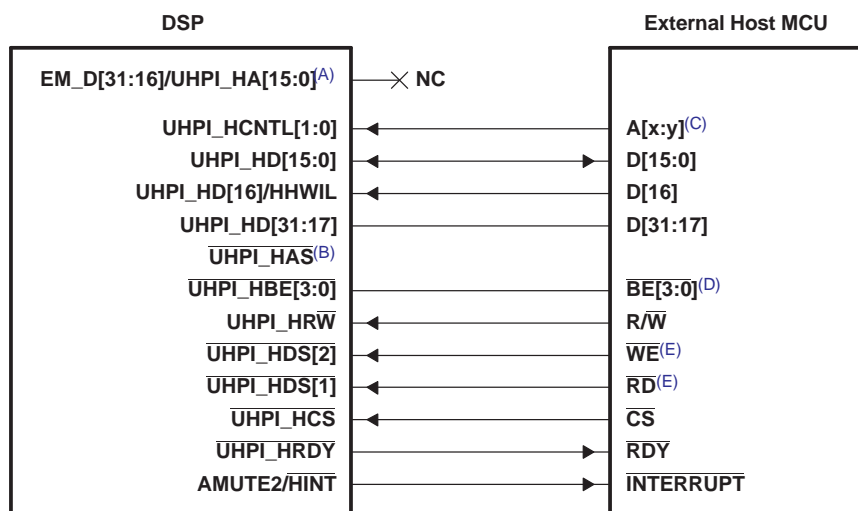 DSP External Host MCU
EM_D[31:16]/UHPI_HA[15:0](A) NC
UHPI_HCNTL[1:0] A[x:y](C)
UHPI_HD[15:0] D[15:0]
UHPI_HD[16]/HHWIL D[16]
UHPI_HD[31:17] D[31:17]
UHPI_HAS(B)
UHPI_HBE[3:0] BE[3:0](D)
UHPI_HRW R/W
UHPI_HDS[2] WE(E)
UHPI_HDS[1] RD(E)
UHPI_HCS CS
UHPI_HRDY RDY
AMUTE2/HINT INTERRUPT